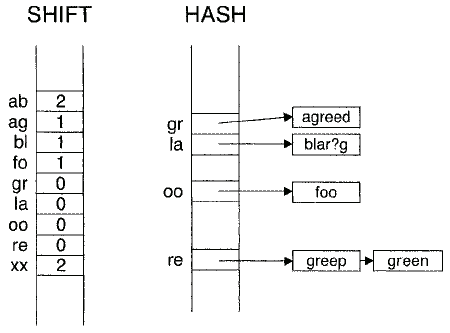 SHIFT HASH
ab 2
ag 1
bl 1
fo 1
gr 0
la 0
oo 0
re 0
xx 2
gr agreed
la blar?g
oo foo
re greep green